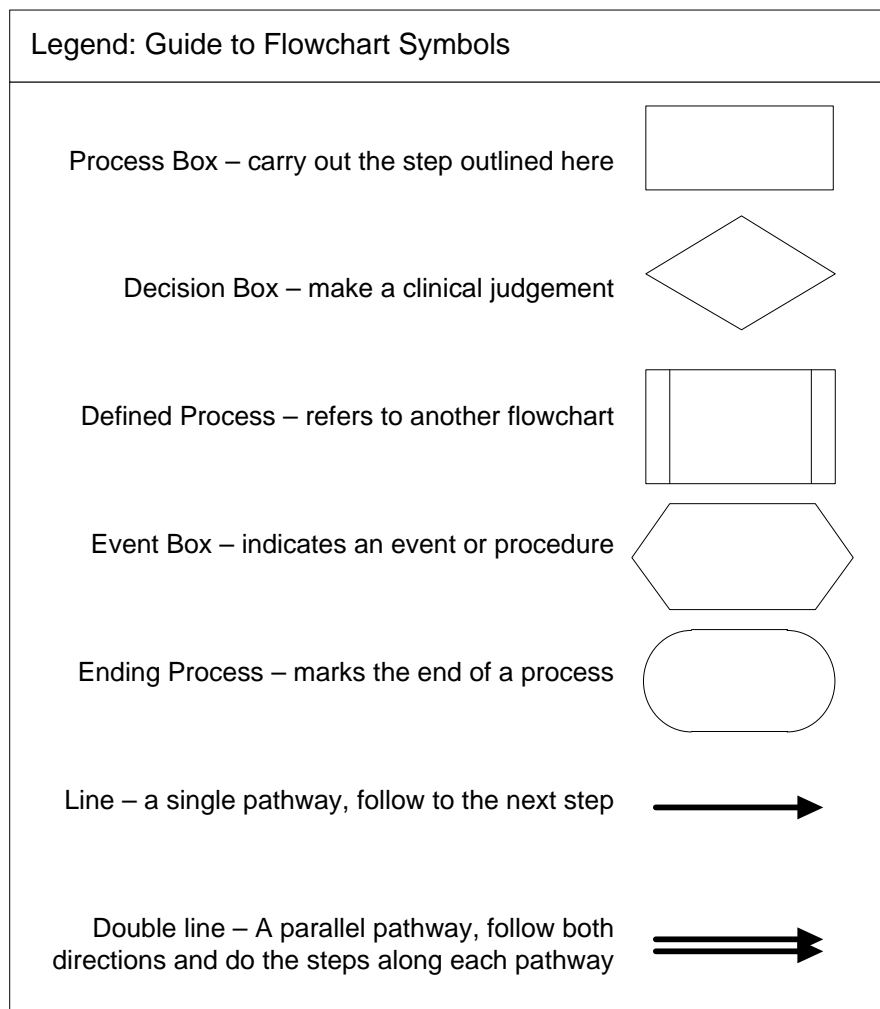 Legend: Guide to Flowchart Symbols
Process Box – carry out the step outlined here
Decision Box – make a clinical judgement
Defined Process – refers to another flowchart
Event Box – indicates an event or procedure
Ending Process – marks the end of a process
Line – a single pathway, follow to the next step
Double line – A parallel pathway, follow both
directions and do the steps along each pathway